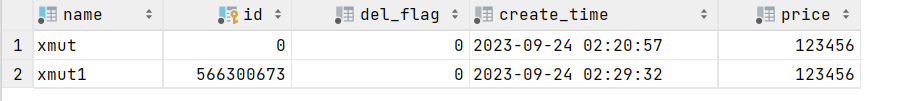 name id del_flag create_time price
1 xmut 0 0 2023-09-24 02:20:57 123456
2 xmut1 566300673 0 2023-09-24 02:29:32 123456